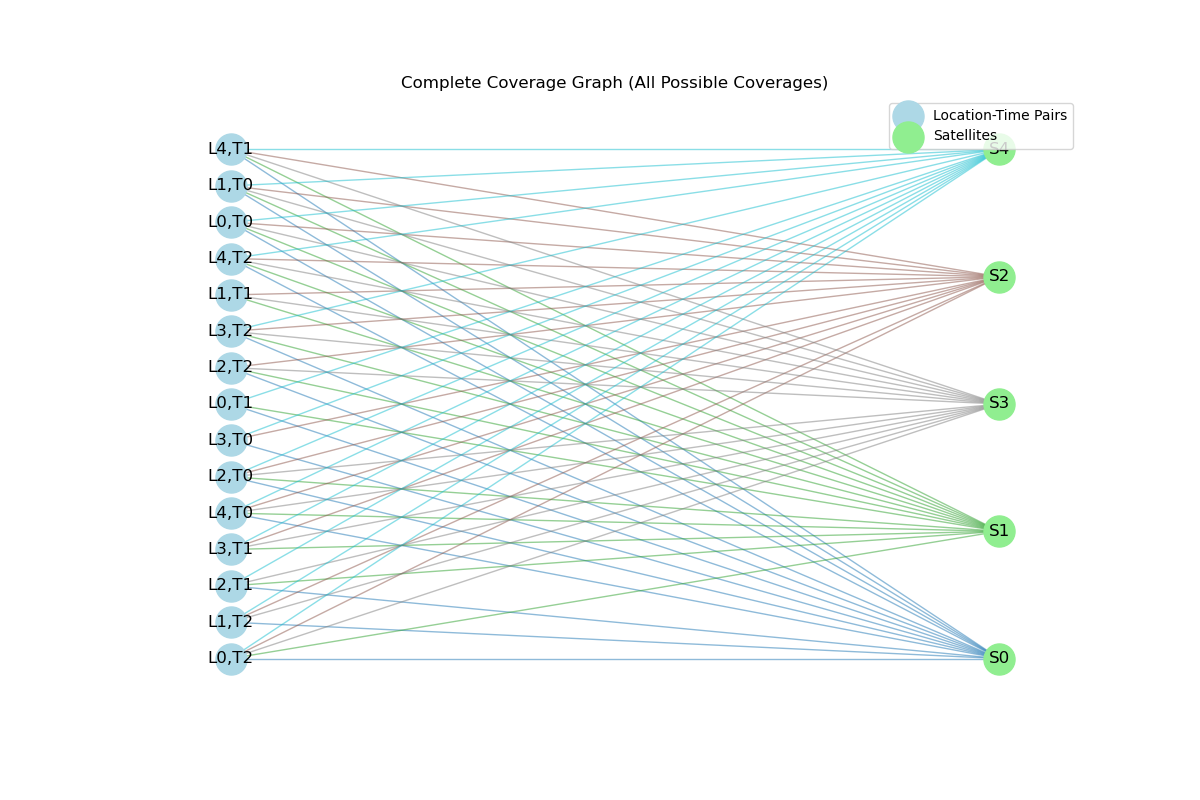 Complete Coverage Graph (All Possible Coverages)
Location-Time Pairs
Satellites
L4,T1
S4
L1,T0
L0,T0
L4,T2
S2
L1,T1
L3,T2
L2,T2
L0,T1
S3
L3,T0
L2,T0
L4,T0
S1
L3,T1
L2,T1
L1,T2
L0,T2
S0